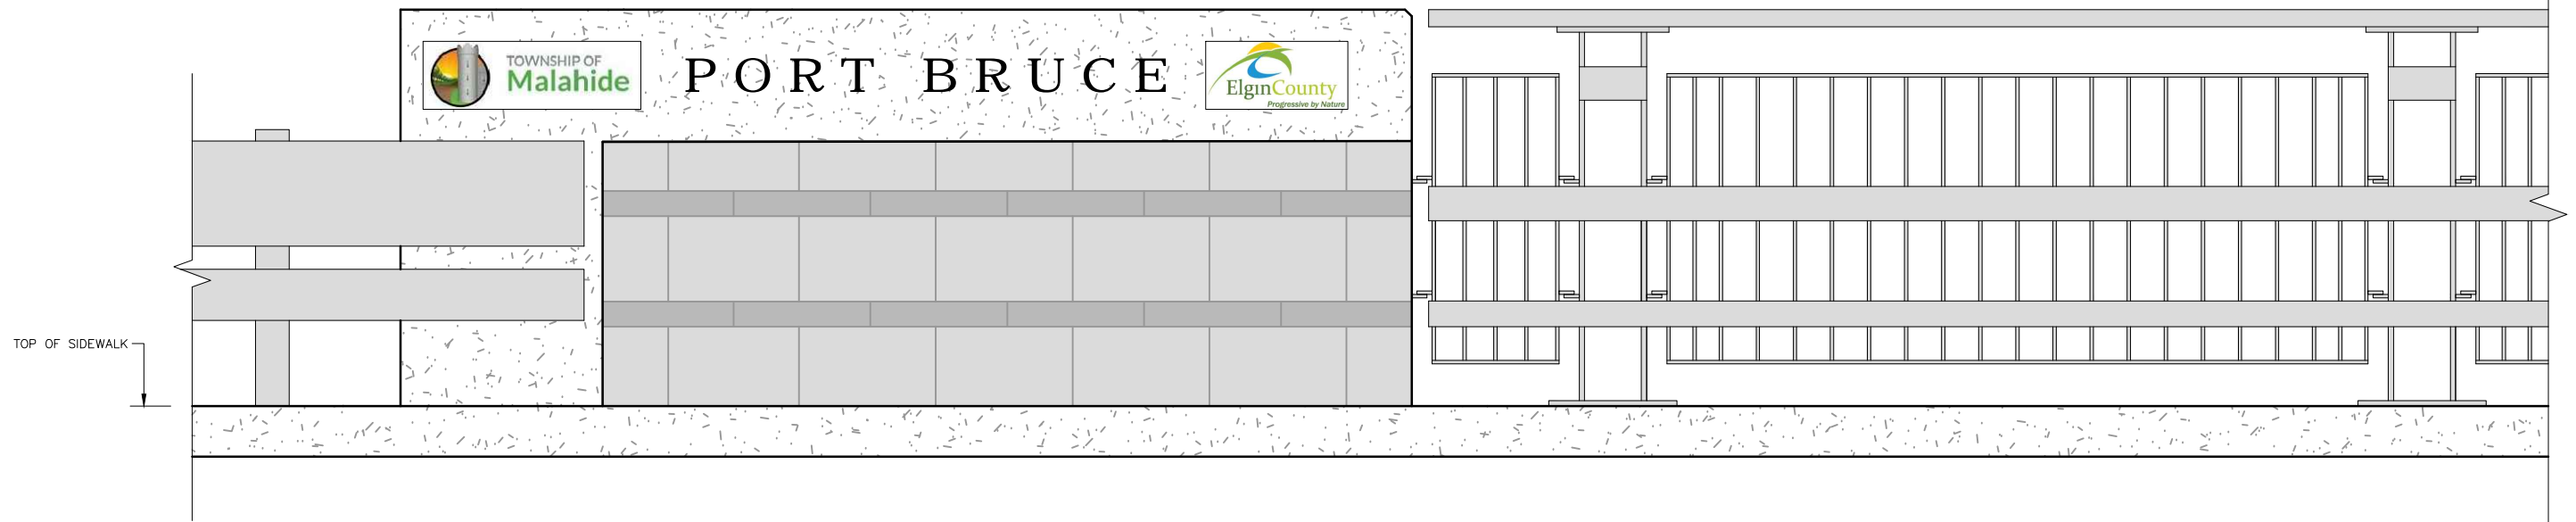 TOWNSHIP OF
Malahide
PORT BRUCE
ElginCounty
Progressive by Nature
TOP OF SIDEWALK